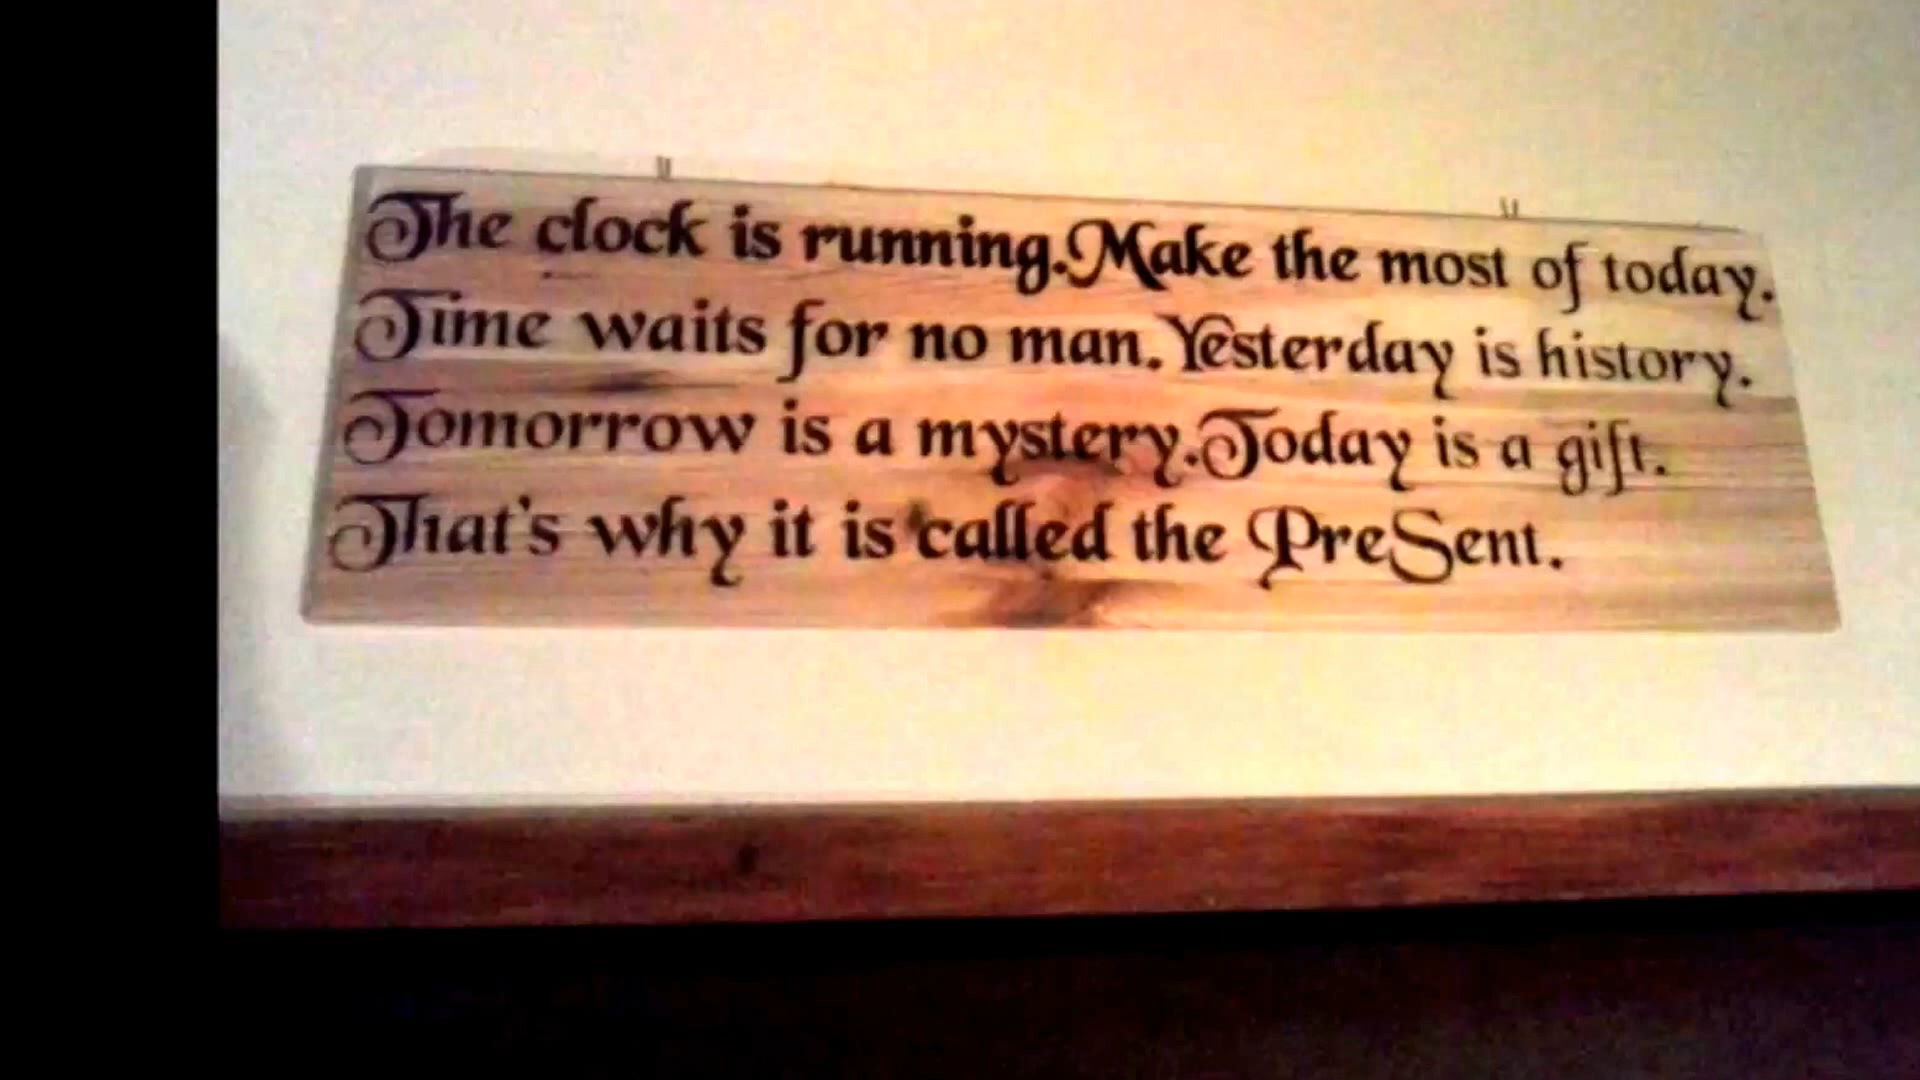 The clock is running.Make the most of today.
Time waits for no man.Yesterday is history.
Tomorrow is a mystery.Today is a gift.
That's why it is called the PreSent.